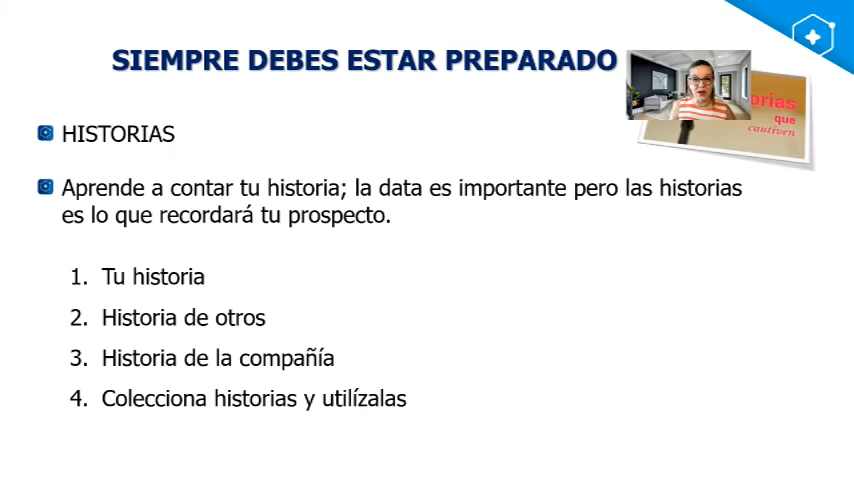 SIEMPRE DEBES ESTAR PREPARADO
orias
que
cautiven
HISTORIAS
Aprende a contar tu historia; la data es importante pero las historias
es lo que recordará tu prospecto.
1. Tu historia
2. Historia de otros
3. Historia de la compañía
4. Colecciona historias y utilízalas